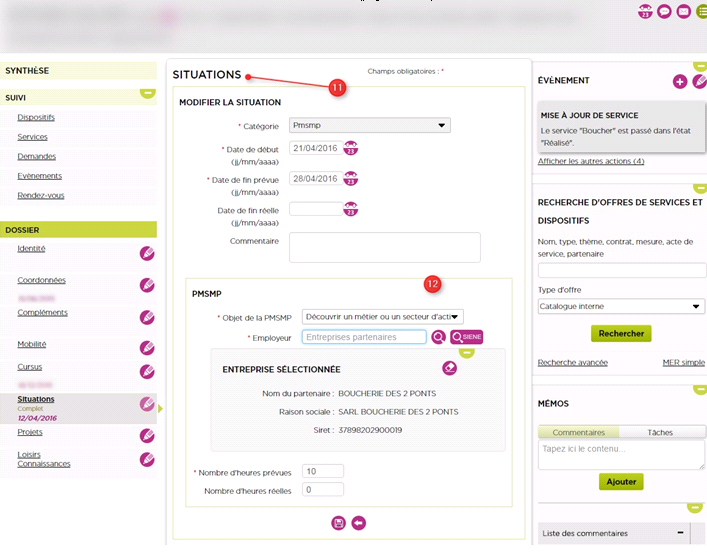 SYNTHÈSE
SUIVI
Dispositifs
Services
Demandes
Evènements
Rendez-vous
DOSSIER
Identité
Coordonnées
Compléments
Mobilité
Cursus
Situations
Complet
12/04/2016
Projets
Loisirs
Connaissances
SITUATIONS
11
Champs obligatoires : *
MODIFIER LA SITUATION
* Catégorie Pmsmp
* Date de début 21/04/2016 23
(jj/mm/aaaa)
* Date de fin prévue 28/04/2016 23
(jj/mm/aaaa)
Date de fin réelle 23
(jj/mm/aaaa)
Commentaire
12
PMSMP
* Objet de la PMSMP Découvrir un métier ou un secteur d'acti
* Employeur Entreprises partenaires SIENE
ENTREPRISE SÉLECTIONNÉE
Nom du partenaire : BOUCHERIE DES 2 PONTS
Raison sociale : SARL BOUCHERIE DES 2 PONTS
Siret : 37898202900019
* Nombre d'heures prévues 10
Nombre d'heures réelles 0
23
ÉVÈNEMENT
MISE À JOUR DE SERVICE
Le service "Boucher" est passé dans l'état
"Réalisé".
Afficher les autres actions (4)
RECHERCHE D'OFFRES DE SERVICES ET
DISPOSITIFS
Nom, type, thème, contrat, mesure, acte de
service, partenaire
Type d'offre
Catalogue interne
Rechercher
Recherche avancée MER simple
MÉMOS
Commentaires Tâches
Tapez ici le contenu...
Ajouter
Liste des commentaires